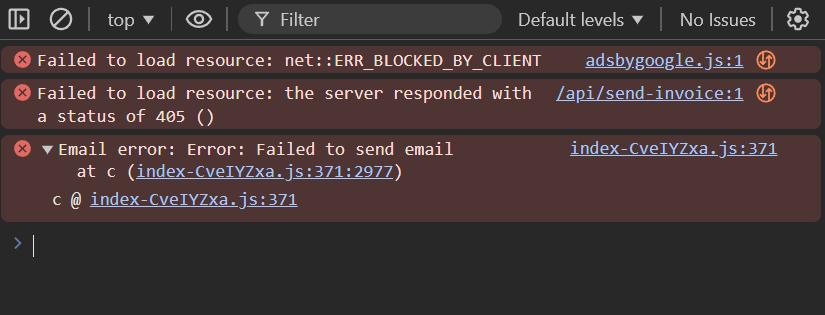 top ▼ Filter Default levels ▼ No Issues
Failed to load resource: net::ERR_BLOCKED_BY_CLIENT adsbygoogle.js:1
Failed to load resource: the server responded with /api/send-invoice:1
a status of 405 ()
▼Email error: Error: Failed to send email index-CveIYZxa.js:371
at c (index-CveIYZxa.js:371:2977)
c @ index-CveIYZxa.js:371
>